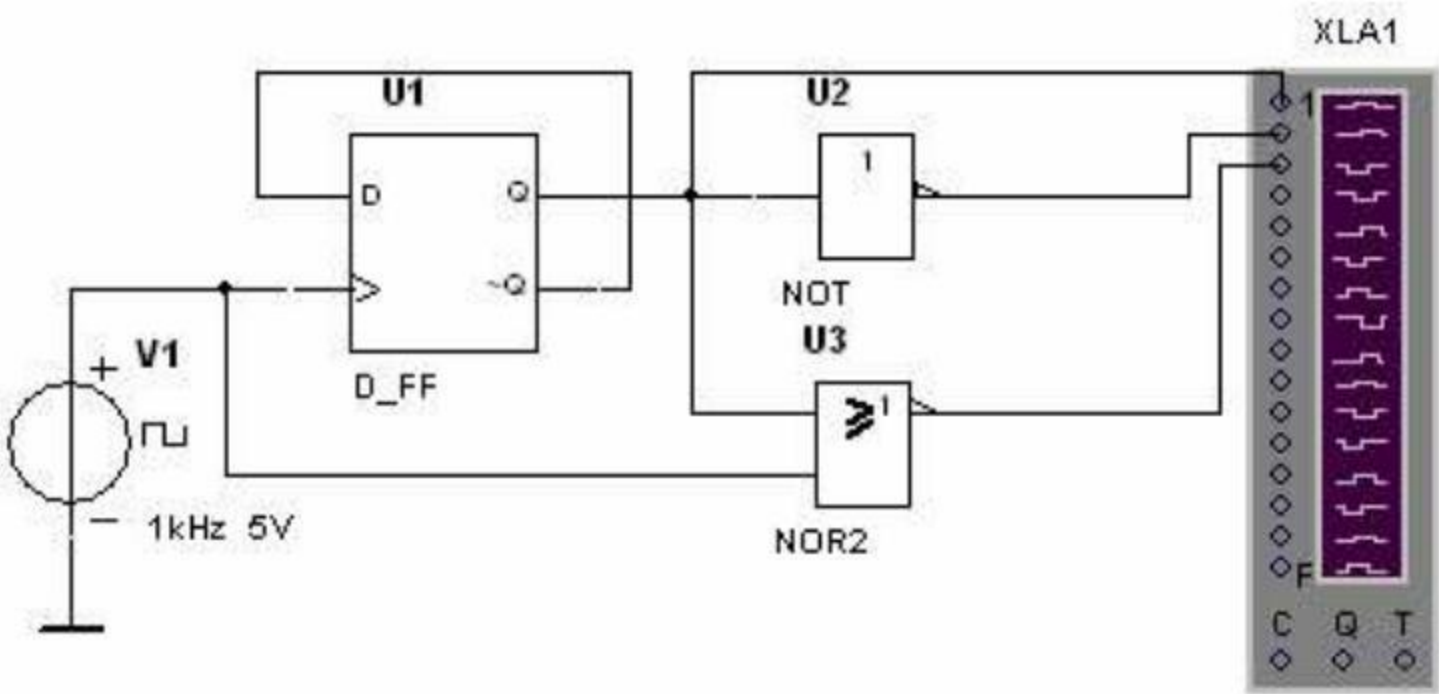 XLA1
U1
U2
1
1
D
Q
~Q
NOT
U3
D_FF
+
V1
≥1
−
1kHz 5V
NOR2
F
C Q T